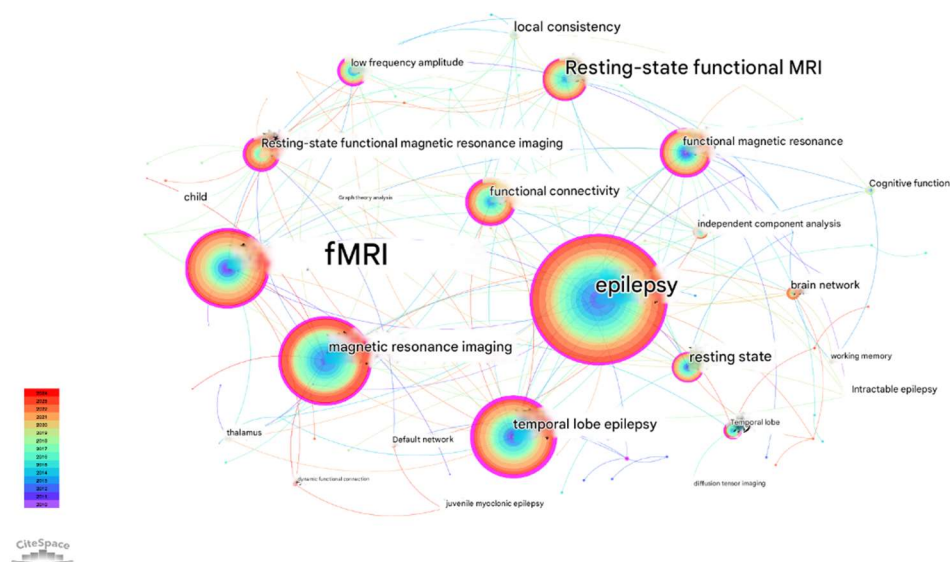 local consistency
low frequency amplitude
Resting-state functional MRI
Resting-state functional magnetic resonance imaging
functional magnetic resonance
child
Graph theory analysis
functional connectivity
Cognitive function
independent component analysis
fMRI
epilepsy
brain network
magnetic resonance imaging
resting state
working memory
Intractable epilepsy
temporal lobe epilepsy
Temporal lobe
thalamus
Default network
dynamic functional connection
diffusion tensor imaging
juvenile myoclonic epilepsy
CiteSpace